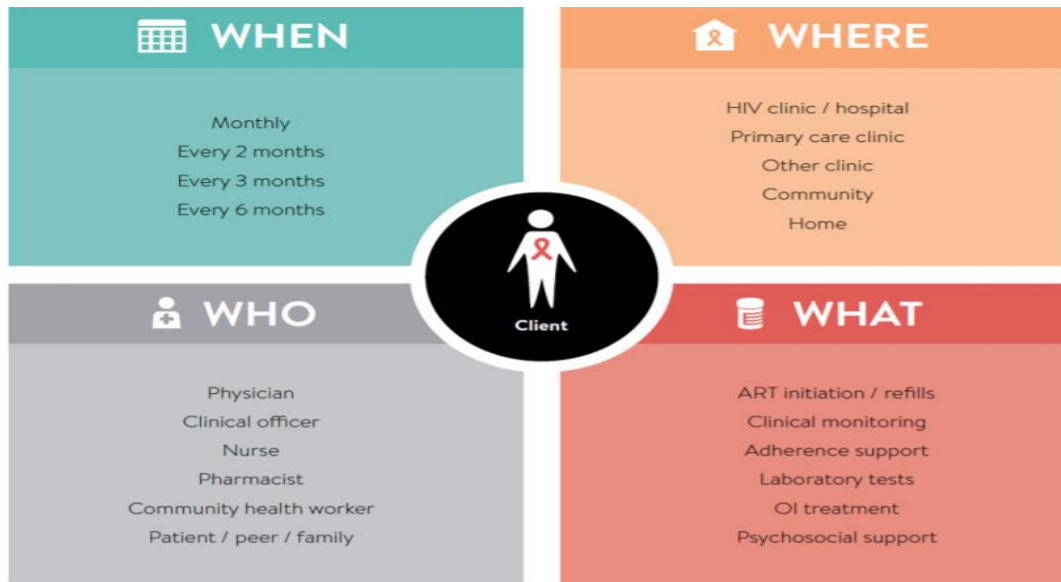 WHEN
Monthly
Every 2 months
Every 3 months
Every 6 months
WHERE
HIV clinic / hospital
Primary care clinic
Other clinic
Community
Home
Client
WHO
Physician
Clinical officer
Nurse
Pharmacist
Community health worker
Patient / peer / family
WHAT
ART initiation / refills
Clinical monitoring
Adherence support
Laboratory tests
OI treatment
Psychosocial support